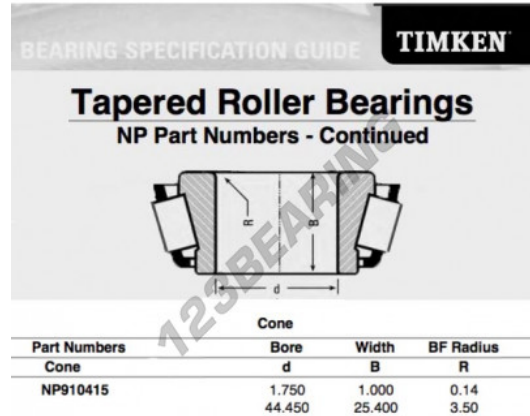 BEARING SPECIFICATION GUIDE
TIMKEN
Tapered Roller Bearings
NP Part Numbers - Continued
R
B
d
123BEARING
Cone
Part Numbers Bore Width BF Radius
Cone d B R
NP910415 1.750 1.000 0.14
44.450 25.400 3.50